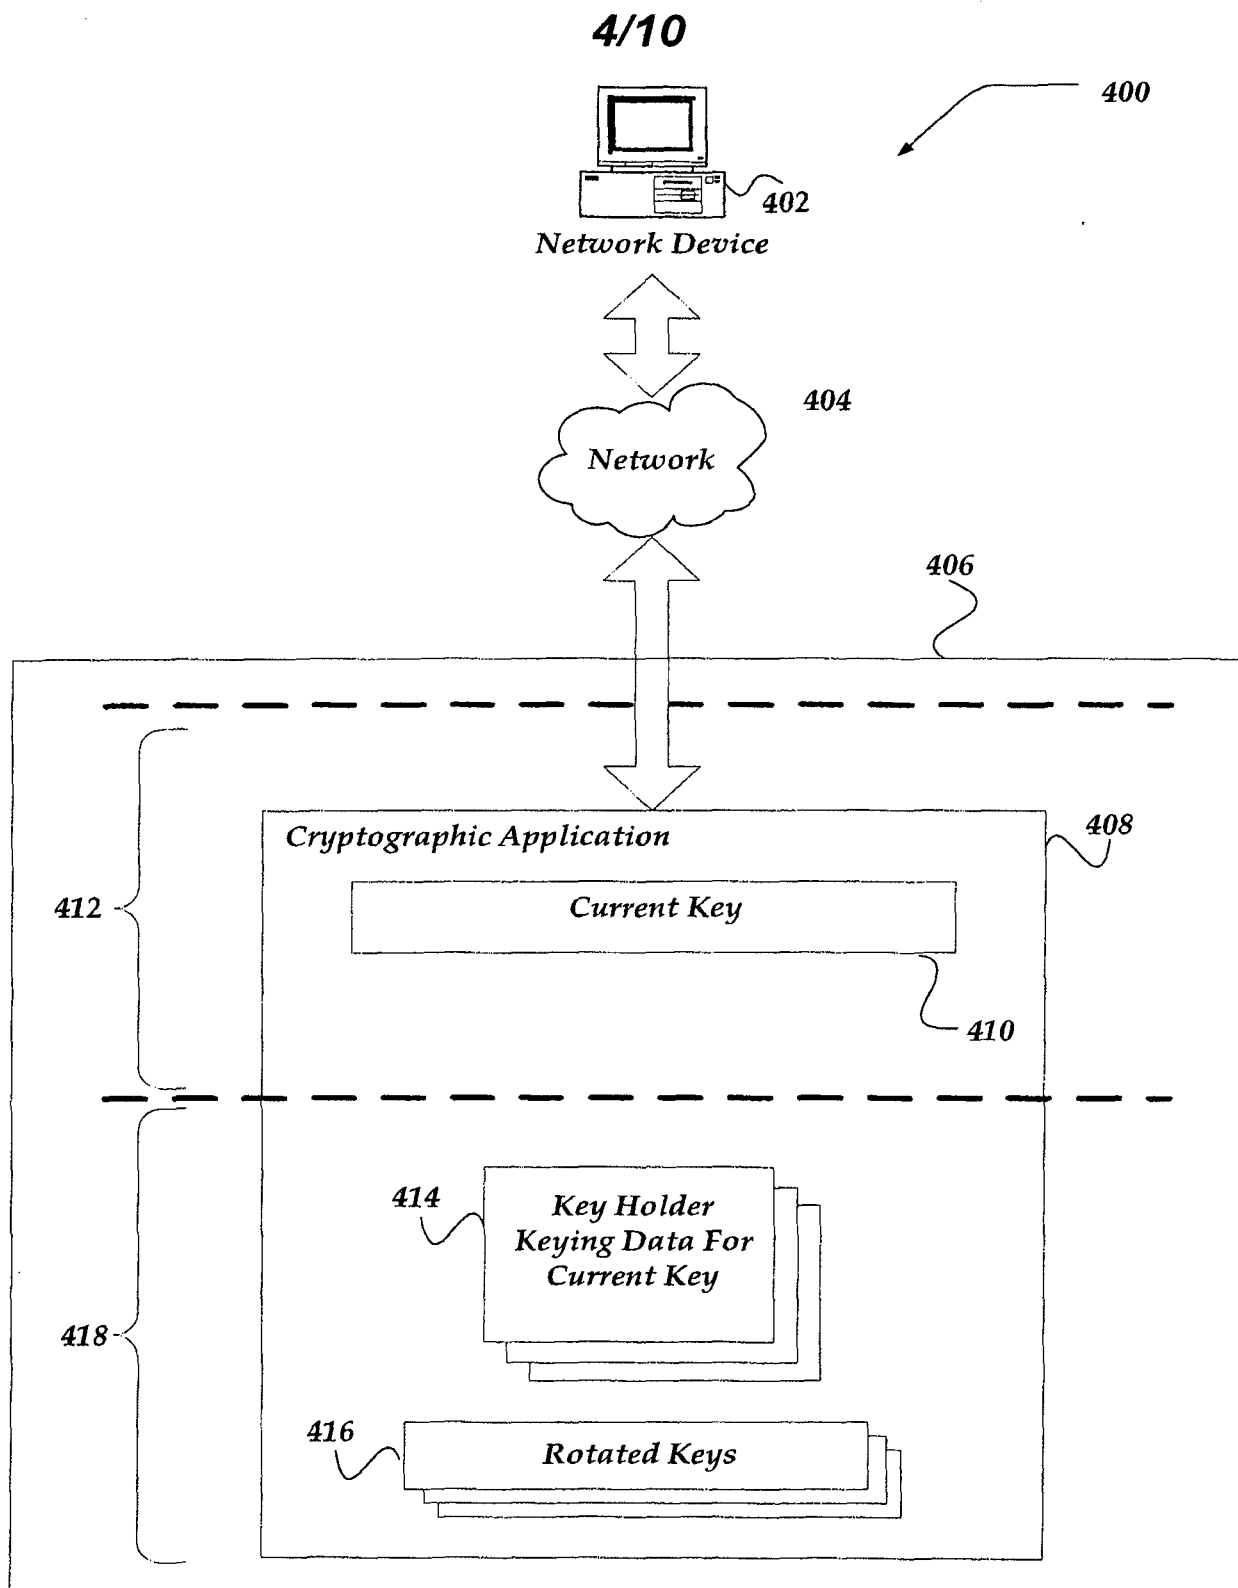 4/10
400
402
Network Device
404
Network
406
Cryptographic Application
408
Current Key
412
410
414
Key Holder
Keying Data For
Current Key
418
416
Rotated Keys